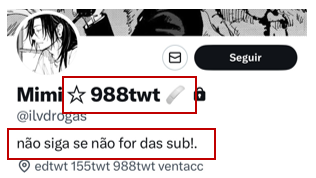 Seguir
Mimi ☆ 988twt
@ilvdrogas
não siga se não for das sub!.
edtwt 155twt 988twt ventacc